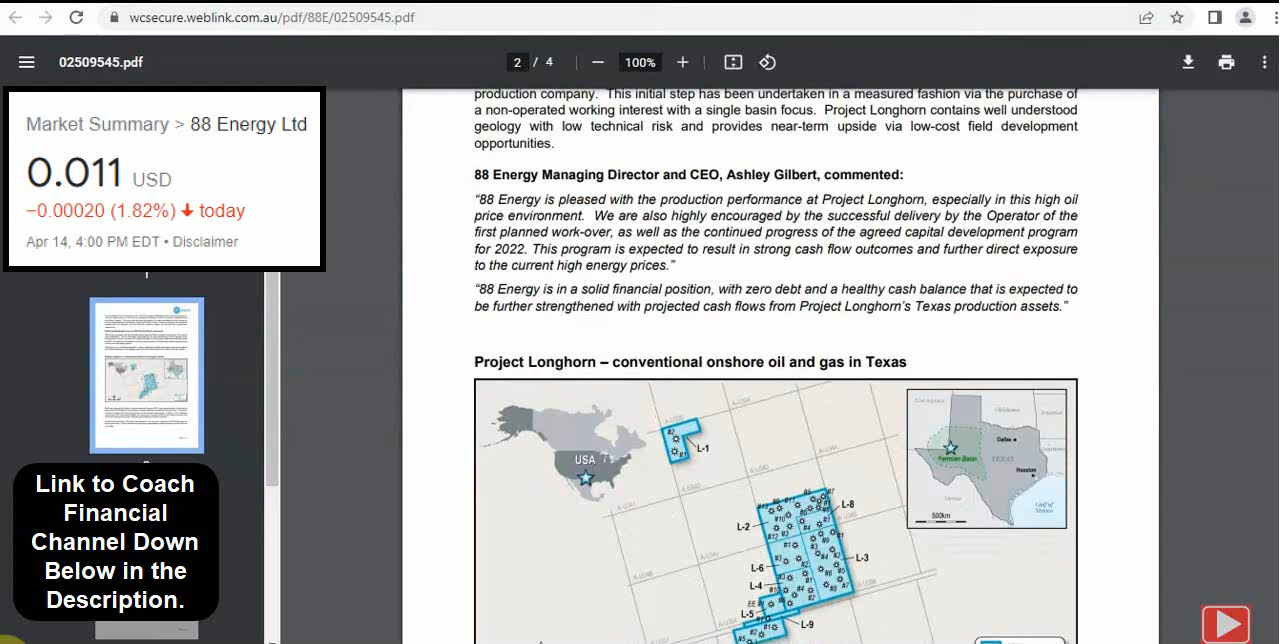 wcsecure.weblink.com.au/pdf/88E/02509545.pdf
02509545.pdf
2 / 4
100%
Market Summary > 88 Energy Ltd
0.011 USD
−0.00020 (1.82%) ↓ today
Apr 14, 4:00 PM EDT • Disclaimer
production company. This initial step has been undertaken in a measured fashion via the purchase of
a non-operated working interest with a single basin focus. Project Longhorn contains well understood
geology with low technical risk and provides near-term upside via low-cost field development
opportunities.
88 Energy Managing Director and CEO, Ashley Gilbert, commented:
“88 Energy is pleased with the production performance at Project Longhorn, especially in this high oil
price environment. We are also highly encouraged by the successful delivery by the Operator of the
first planned work-over, as well as the continued progress of the agreed capital development program
for 2022. This program is expected to result in strong cash flow outcomes and further direct exposure
to the current high energy prices.”
“88 Energy is in a solid financial position, with zero debt and a healthy cash balance that is expected to
be further strengthened with projected cash flows from Project Longhorn’s Texas production assets.”
Project Longhorn – conventional onshore oil and gas in Texas
USA
L-1
L-8
L-2
L-3
L-6
L-4
L-5
L-9
Dallas
TEXAS
Permian Basin
Houston
Gulf of
Mexico
500km
Link to Coach
Financial
Channel Down
Below in the
Description.